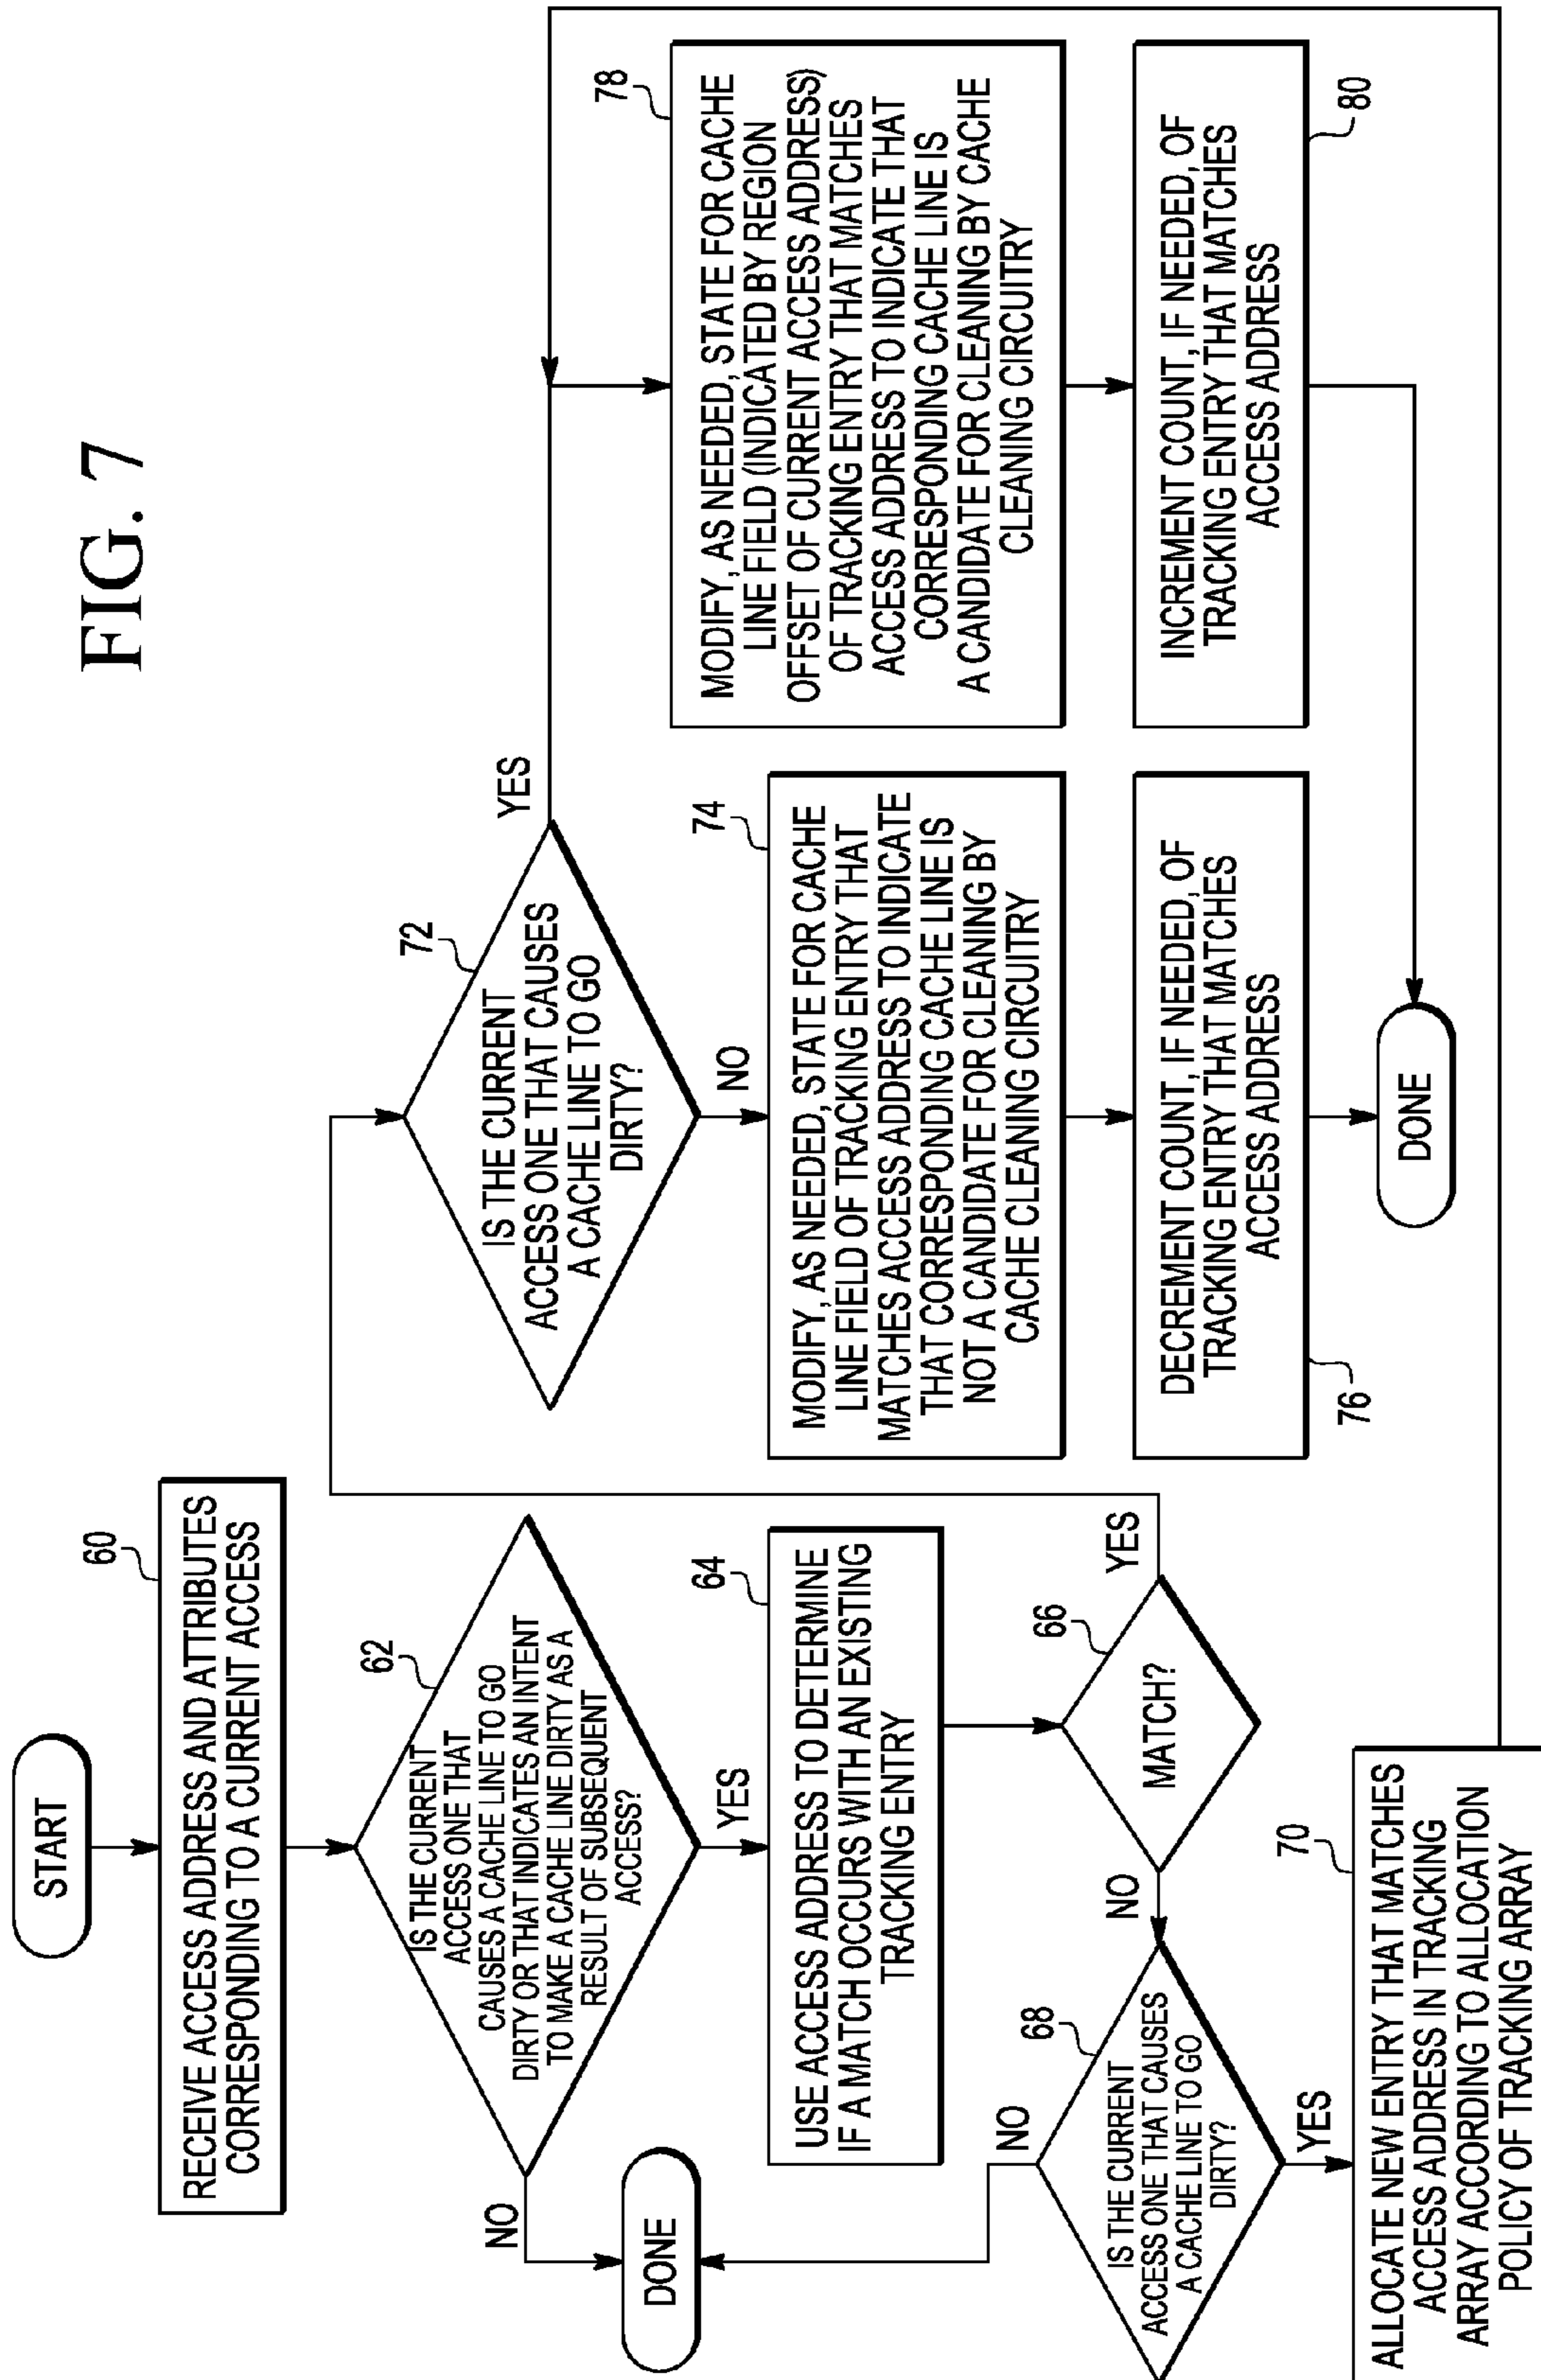 FIG. 7
START
60
RECEIVE ACCESS ADDRESS AND ATTRIBUTES
CORRESPONDING TO A CURRENT ACCESS
62
IS THE CURRENT
ACCESS ONE THAT
CAUSES A CACHE LINE TO GO
DIRTY OR THAT INDICATES AN INTENT
TO MAKE A CACHE LINE DIRTY AS A
RESULT OF SUBSEQUENT
ACCESS?
NO
YES
DONE
64
USE ACCESS ADDRESS TO DETERMINE
IF A MATCH OCCURS WITH AN EXISTING
TRACKING ENTRY
66
MATCH?
YES
NO
68
IS THE CURRENT
ACCESS ONE THAT CAUSES
A CACHE LINE TO GO
DIRTY?
NO
YES
70
ALLOCATE NEW ENTRY THAT MATCHES
ACCESS ADDRESS IN TRACKING
ARRAY ACCORDING TO ALLOCATION
POLICY OF TRACKING ARRAY
72
IS THE CURRENT
ACCESS ONE THAT CAUSES
A CACHE LINE TO GO
DIRTY?
YES
NO
74
MODIFY, AS NEEDED, STATE FOR CACHE
LINE FIELD OF TRACKING ENTRY THAT
MATCHES ACCESS ADDRESS TO INDICATE
THAT CORRESPONDING CACHE LINE IS
NOT A CANDIDATE FOR CLEANING BY
CACHE CLEANING CIRCUITRY
DECREMENT COUNT, IF NEEDED, OF
TRACKING ENTRY THAT MATCHES
ACCESS ADDRESS
76
78
MODIFY, AS NEEDED, STATE FOR CACHE
LINE FIELD (INDICATED BY REGION
OFFSET OF CURRENT ACCESS ADDRESS)
OF TRACKING ENTRY THAT MATCHES
ACCESS ADDRESS TO INDICATE THAT
CORRESPONDING CACHE LINE IS
A CANDIDATE FOR CLEANING BY CACHE
CLEANING CIRCUITRY
INCREMENT COUNT, IF NEEDED, OF
TRACKING ENTRY THAT MATCHES
ACCESS ADDRESS
80
DONE